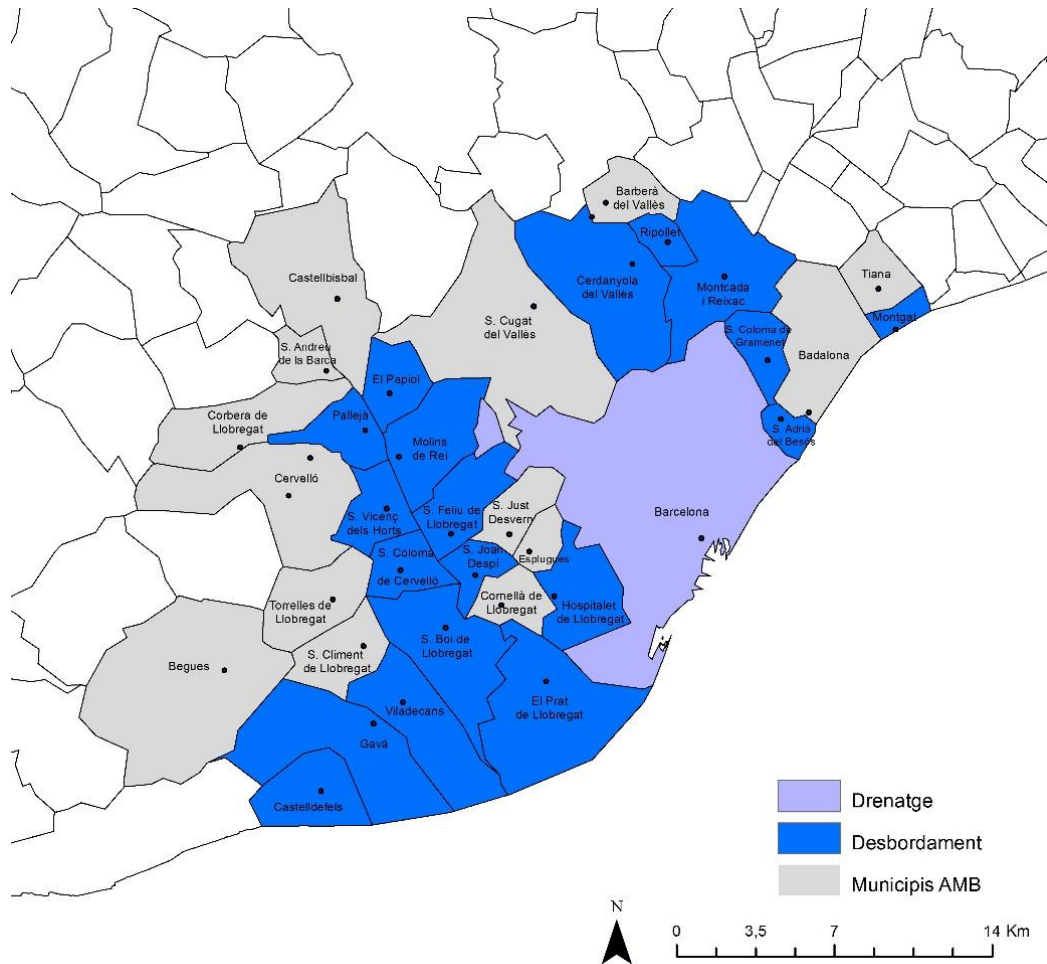 Barberà
del Vallès
Ripollet
Cerdanyola
del Vallès
Montcada
i Reixac
Tiana
Montgat
Castellbisbal
S. Cugat
del Vallès
S. Coloma de
Gramenet
Badalona
S. Andreu
de la Barca
El Papiol
Pallejà
Corbera de
Llobregat
Molins
de Rei
S. Adrià
del Besòs
Cervelló
S. Vicenç
dels Horts
S. Feliu de
Llobregat
S. Just
Desvern
Barcelona
S. Coloma
de Cervelló
S. Joan
Despí
Esplugues
Cornellà de
Llobregat
Hospitalet
de Llobregat
Torrelles de
Llobregat
S. Boi de
Llobregat
S. Climent
de Llobregat
Begues
El Prat
de Llobregat
Viladecans
Gavà
Castelldefels
Drenatge
Desbordament
Municipis AMB
N
0 3,5 7 14 Km